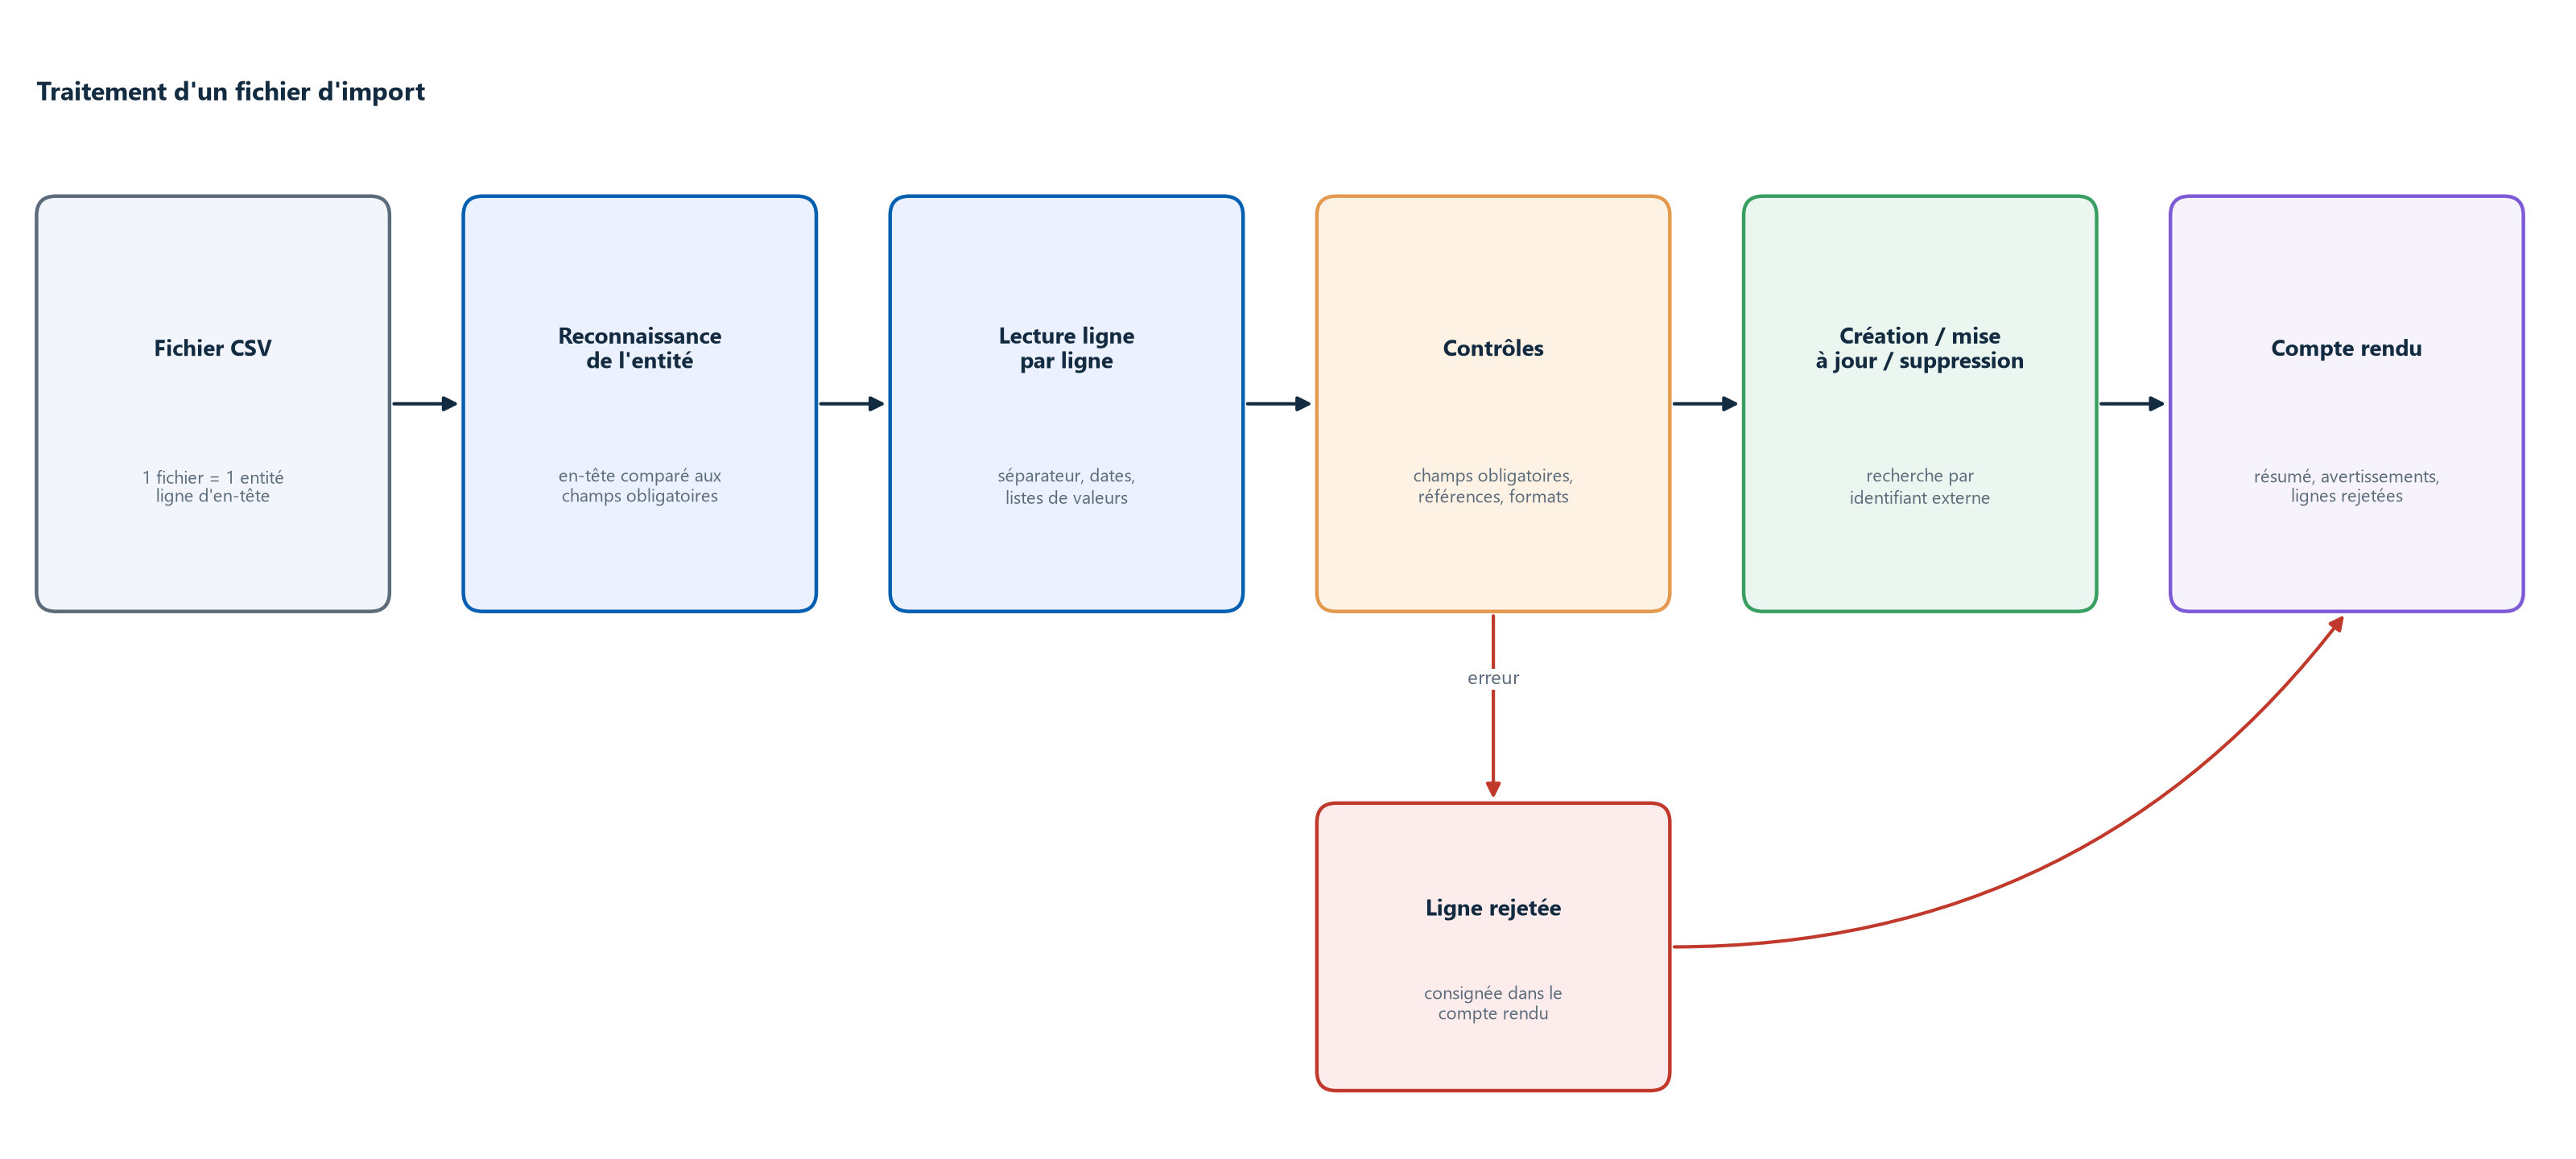 Traitement d'un fichier d'import
Fichier CSV
1 fichier = 1 entité
ligne d'en-tête
Reconnaissance
de l'entité
en-tête comparé aux
champs obligatoires
Lecture ligne
par ligne
séparateur, dates,
listes de valeurs
Contrôles
champs obligatoires,
références, formats
Création / mise
à jour / suppression
recherche par
identifiant externe
Compte rendu
résumé, avertissements,
lignes rejetées
erreur
Ligne rejetée
consignée dans le
compte rendu